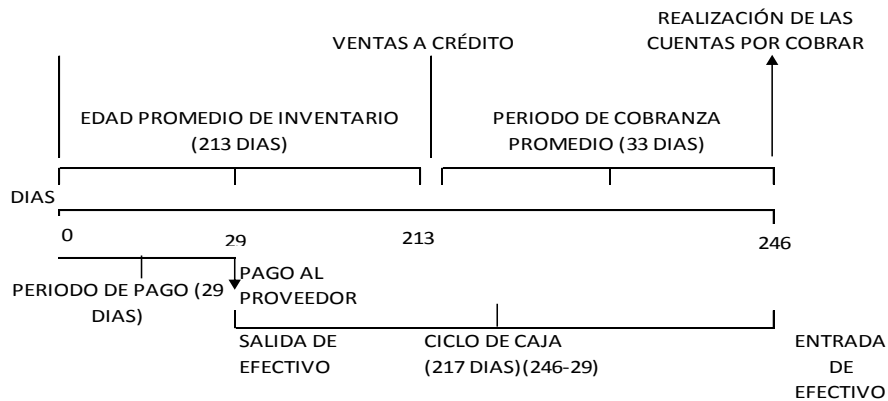 REALIZACIÓN DE LAS
CUENTAS POR COBRAR
VENTAS A CRÉDITO
EDAD PROMEDIO DE INVENTARIO
(213 DIAS)
PERIODO DE COBRANZA
PROMEDIO (33 DIAS)
DIAS
0 29 213 246
PERIODO DE PAGO (29
DIAS)
PAGO AL
PROVEEDOR
SALIDA DE
EFECTIVO
CICLO DE CAJA
(217 DIAS)(246-29)
ENTRADA
DE
EFECTIVO